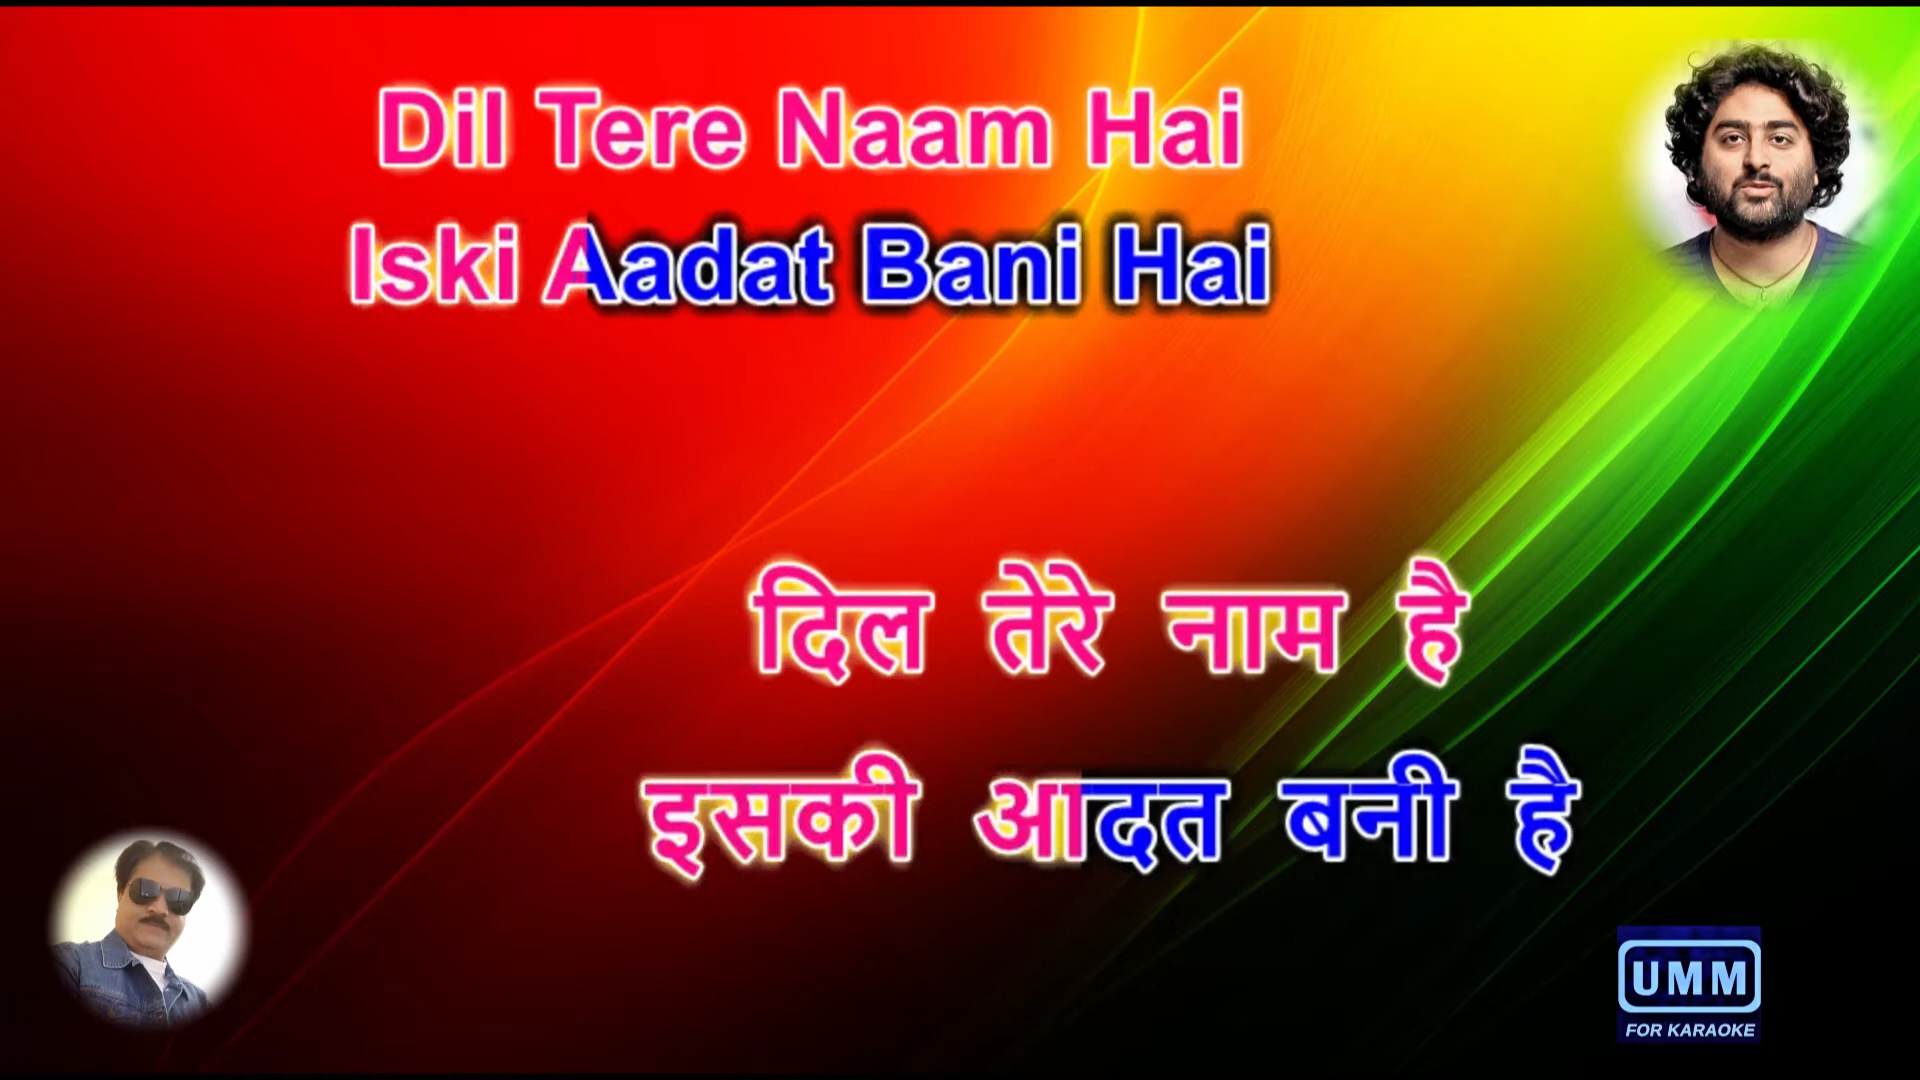 Dil Tere Naam Hai
Iski Aadat Bani Hai
दिल तेरे नाम है
इसकी आदत बनी है
UMM
FOR KARAOKE